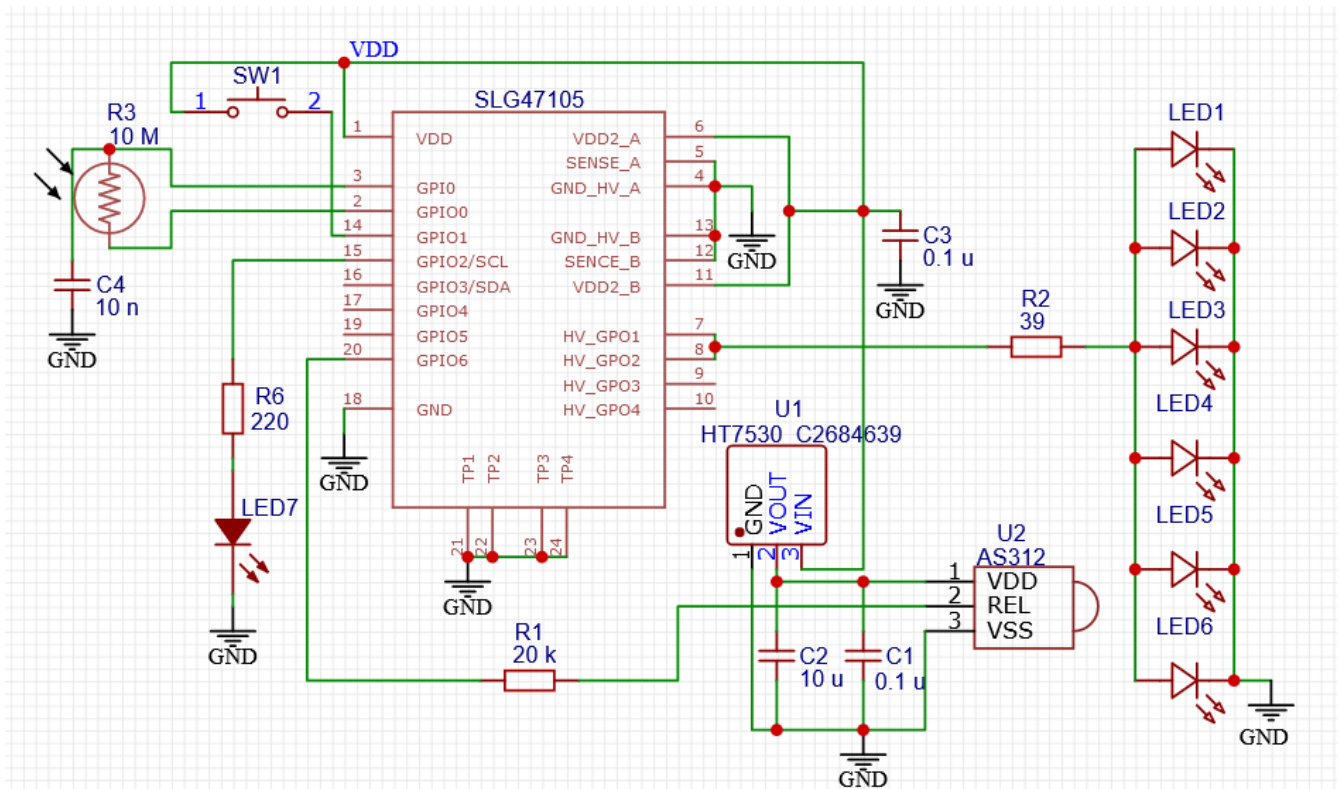 VDD
SW1
1
2
SLG47105
R3
10 M
1
VDD
3
GPI0
2
GPIO0
14
GPIO1
15
GPIO2/SCL
16
GPIO3/SDA
17
GPIO4
19
GPIO5
20
GPIO6
18
GND
VDD2_A
6
SENSE_A
5
GND_HV_A
4
GND_HV_B
13
SENCE_B
12
VDD2_B
11
HV_GPO1
7
HV_GPO2
8
HV_GPO3
9
HV_GPO4
10
TP1
TP2
TP3
TP4
21
22
23
24
GND
C4
10 n
GND
R6
220
GND
LED7
GND
GND
C3
0.1 u
GND
R2
39
LED1
LED2
LED3
LED4
LED5
LED6
GND
U1
HT7530_C2684639
GND
VOUT
VIN
1
2
3
U2
AS312
1
VDD
2
REL
3
VSS
R1
20 k
C2
10 u
C1
0.1 u
GND